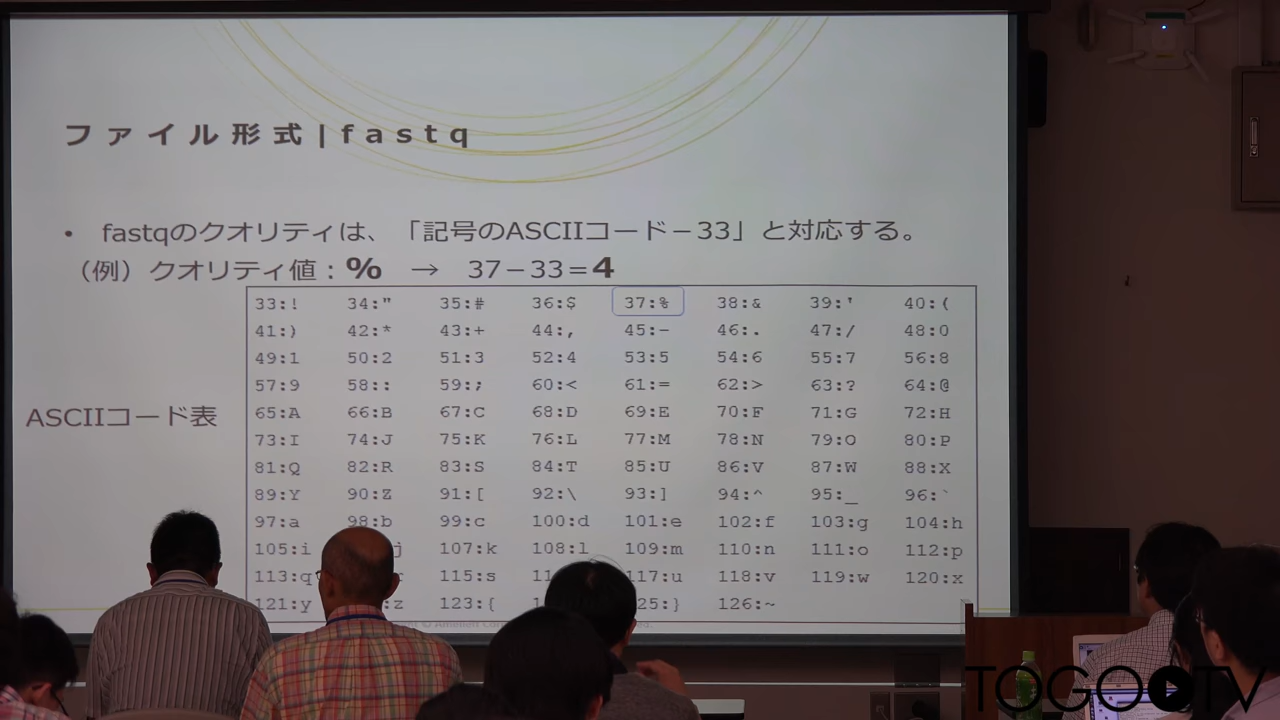 ファイル形式|fastq
• fastqのクオリティは、「記号のASCIIコード－33」と対応する。
（例）クオリティ値：% → 37－33＝4
33:! 34:" 35:# 36:$ 37:% 38:& 39:' 40:(
41:) 42:* 43:+ 44:, 45:- 46:. 47:/ 48:0
49:1 50:2 51:3 52:4 53:5 54:6 55:7 56:8
57:9 58:: 59:; 60:< 61:= 62:> 63:? 64:@
ASCIIコード表
65:A 66:B 67:C 68:D 69:E 70:F 71:G 72:H
73:I 74:J 75:K 76:L 77:M 78:N 79:O 80:P
81:Q 82:R 83:S 84:T 85:U 86:V 87:W 88:X
89:Y 90:Z 91:[ 92:\ 93:] 94:^ 95:_ 96:`
97:a 98:b 99:c 100:d 101:e 102:f 103:g 104:h
105:i j 107:k 108:l 109:m 110:n 111:o 112:p
113:q 115:s 11 117:u 118:v 119:w 120:x
121:y :z 123:{ 25:} 126:~
TOGOTV